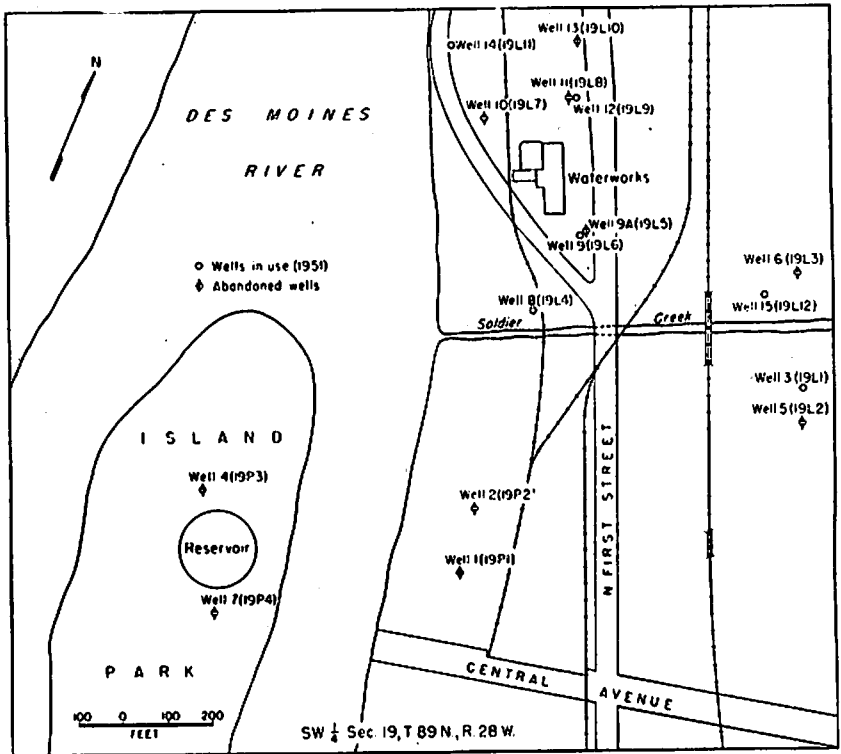 N
DES MOINES
RIVER
Wells in use (1951)
Abandoned wells
Well 13 (19L10)
Well 14 (19L11)
Well 11 (19L8)
Well 10 (19L7)
Well 12 (19L9)
Waterworks
Well 9A (19L5)
Well 9 (19L6)
Well 6 (19L3)
Well 8 (19L4)
Well 15 (19L12)
Soldier Creek
Well 3 (19L1)
Well 5 (19L2)
ISLAND
Well 4 (19P3)
N FIRST STREET
Well 2 (19P2)
Reservoir
Well 1 (19P1)
Well 7 (19P4)
PARK
CENTRAL AVENUE
100 0 100 200
FEET
SW 1/4 Sec. 19, T 89 N, R. 28 W.